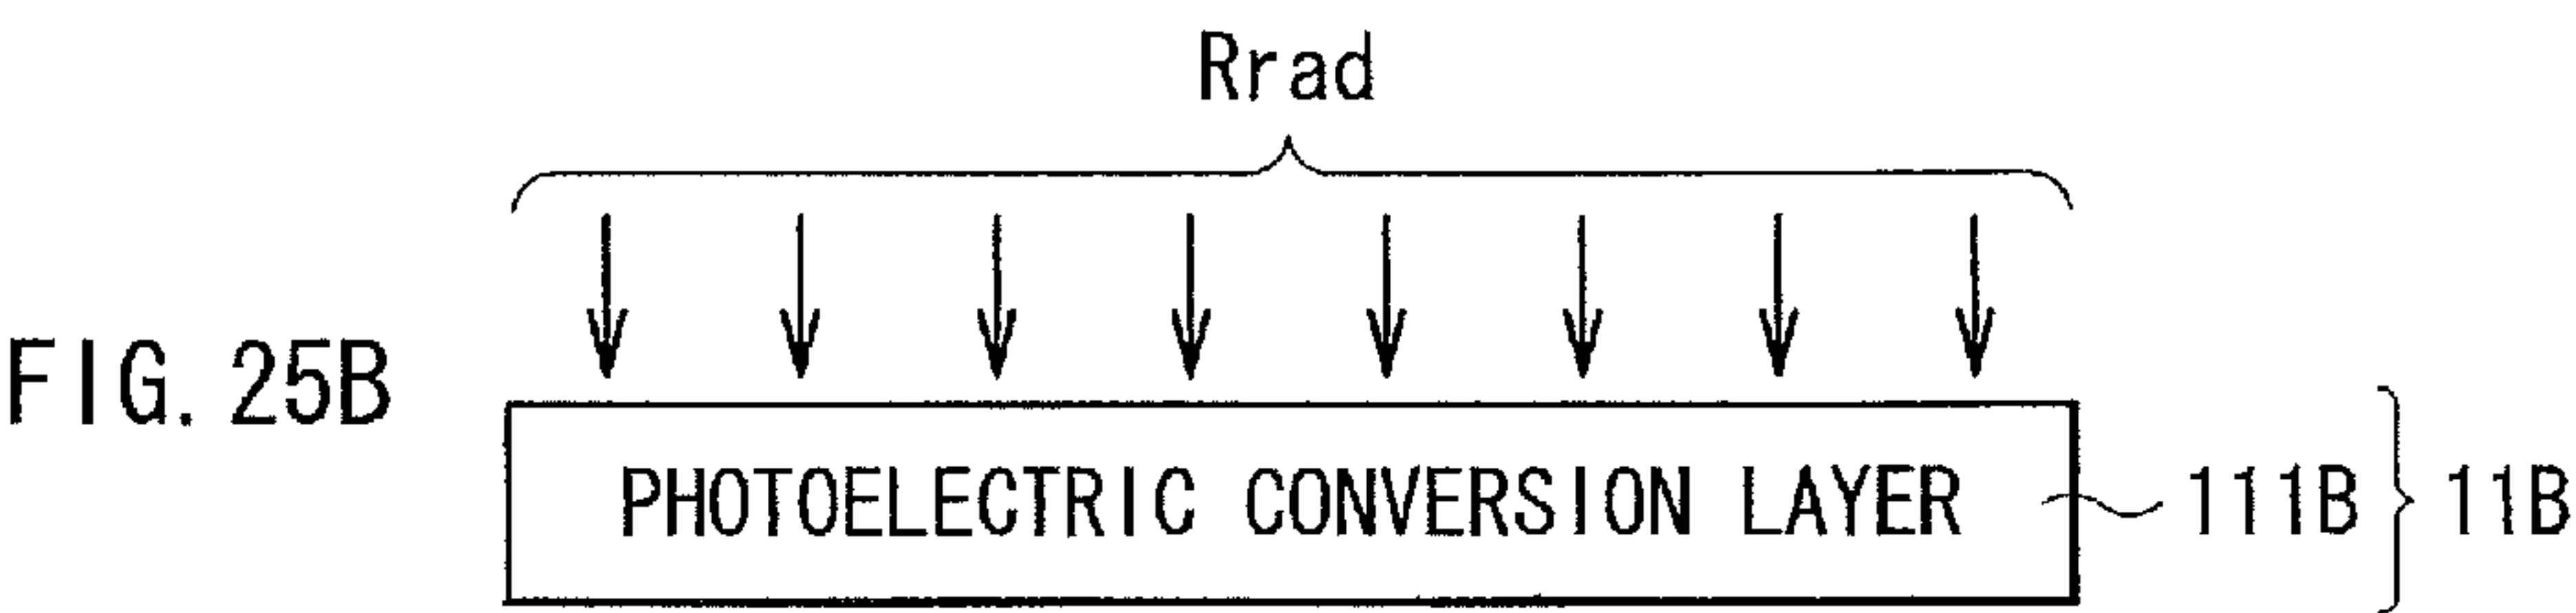 Rrad
FIG. 25B
PHOTOELECTRIC CONVERSION LAYER
111B
11B